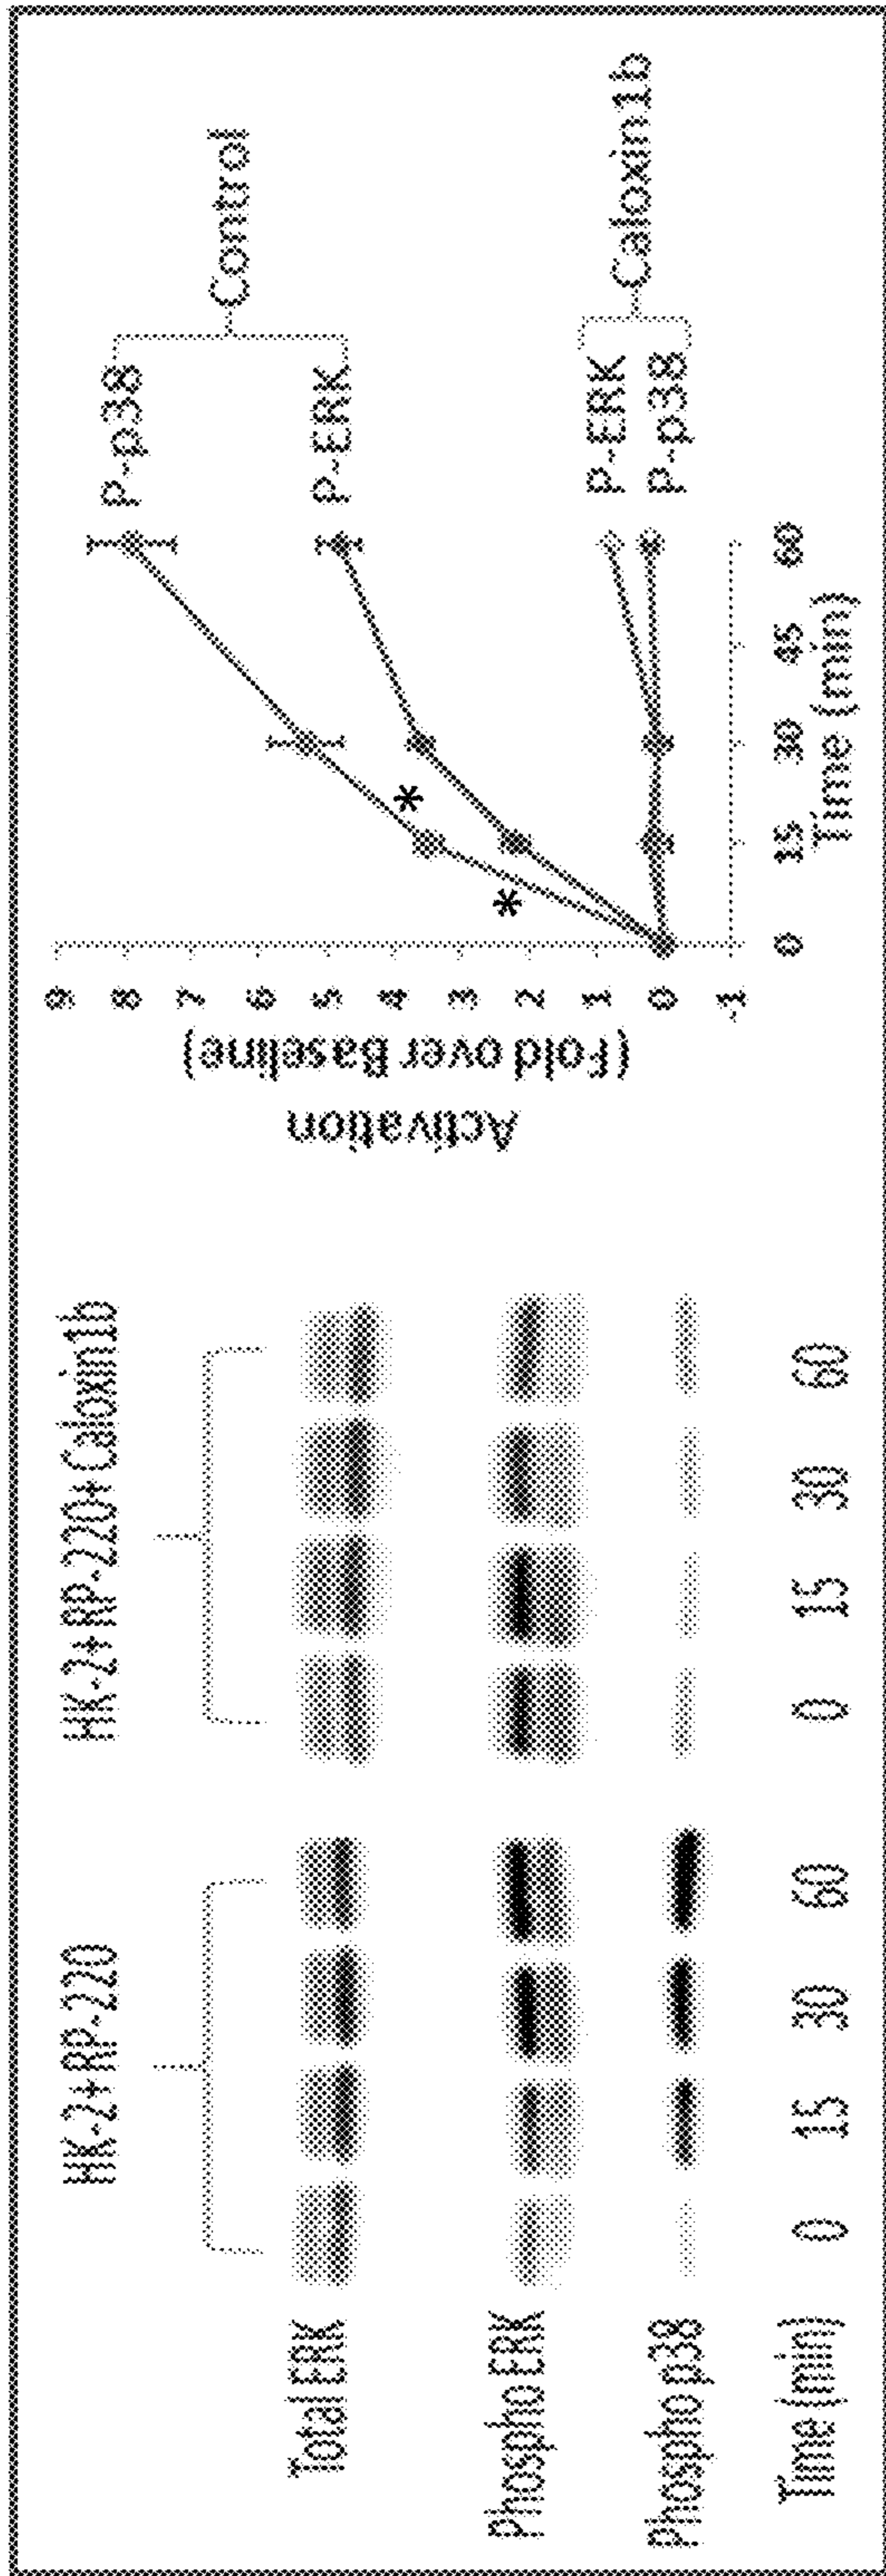 HK-2+ RP-220
HK-2+ RP-220+ Caloxin1b
Total ERK
Phospho ERK
Phospho p38
Time (min)
0 15 30 60
0 15 30 60
Activation
(Fold over Baseline)
9
8
7
6
5
4
3
2
1
0
-1
*
*
P-p38
P-ERK
Control
P-ERK
P-p38
Caloxin1b
0 15 30 45 60
Time (min)